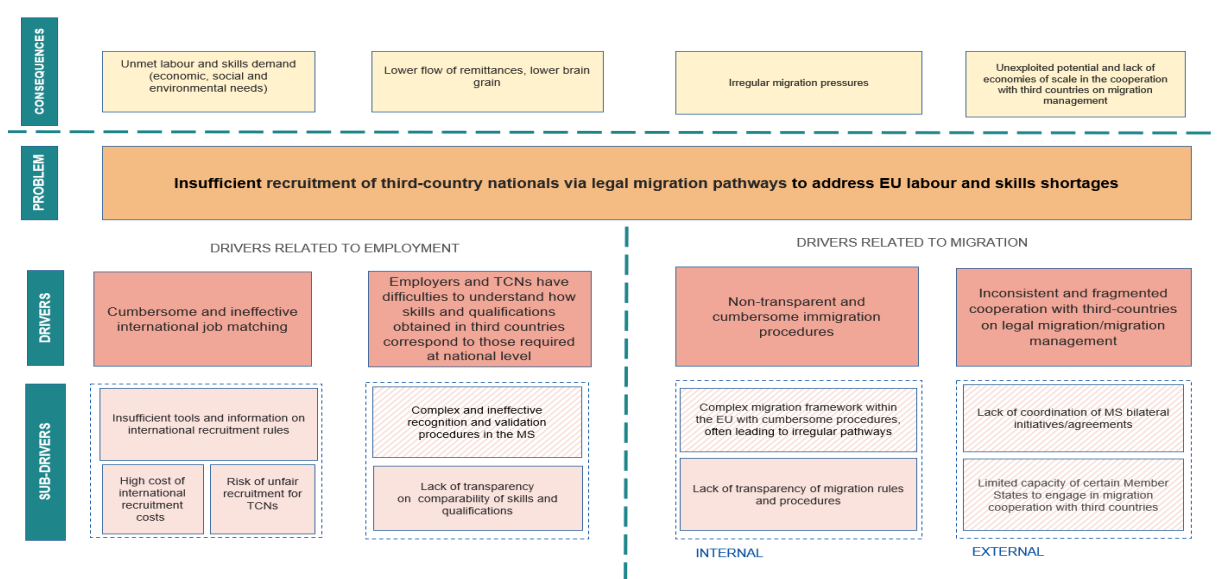 CONSEQUENCES
Unmet labour and skills demand
(economic, social and
environmental needs)
Lower flow of remittances, lower brain
grain
Irregular migration pressures
Unexploited potential and lack of
economies of scale in the cooperation
with third countries on migration
management
PROBLEM
Insufficient recruitment of third-country nationals via legal migration pathways to address EU labour and skills shortages
DRIVERS RELATED TO EMPLOYMENT
DRIVERS RELATED TO MIGRATION
DRIVERS
Cumbersome and ineffective
international job matching
Employers and TCNs have
difficulties to understand how
skills and qualifications
obtained in third countries
correspond to those required
at national level
Non-transparent and
cumbersome immigration
procedures
Inconsistent and fragmented
cooperation with third-countries
on legal migration/migration
management
SUB-DRIVERS
Insufficient tools and information on
international recruitment rules
High cost of
international
recruitment
costs
Risk of unfair
recruitment for
TCNs
Complex and ineffective
recognition and validation
procedures in the MS
Lack of transparency
on comparability of skills and
qualifications
Complex migration framework within
the EU with cumbersome procedures,
often leading to irregular pathways
Lack of transparency of migration rules
and procedures
Lack of coordination of MS bilateral
initiatives/agreements
Limited capacity of certain Member
States to engage in migration
cooperation with third countries
INTERNAL
EXTERNAL